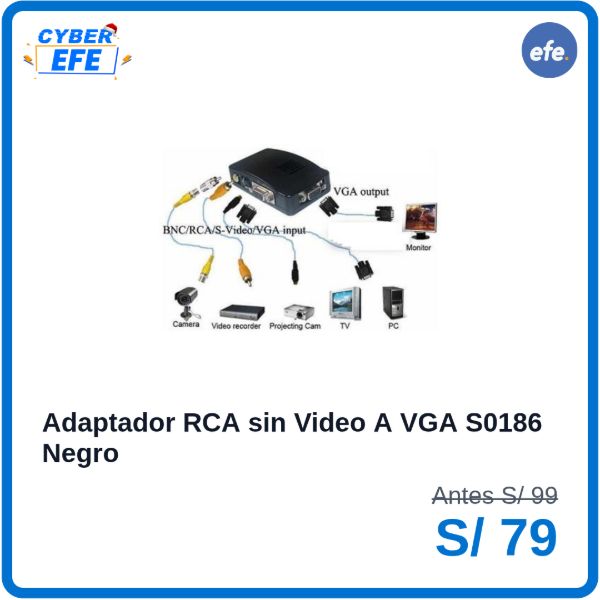 CYBER
EFE
efe.
VGA output
BNC/RCA/S-Video/VGA input
Monitor
Camera
Video recorder
Projecting Cam
TV
PC
Adaptador RCA sin Video A VGA S0186
Negro
Antes S/ 99
S/ 79